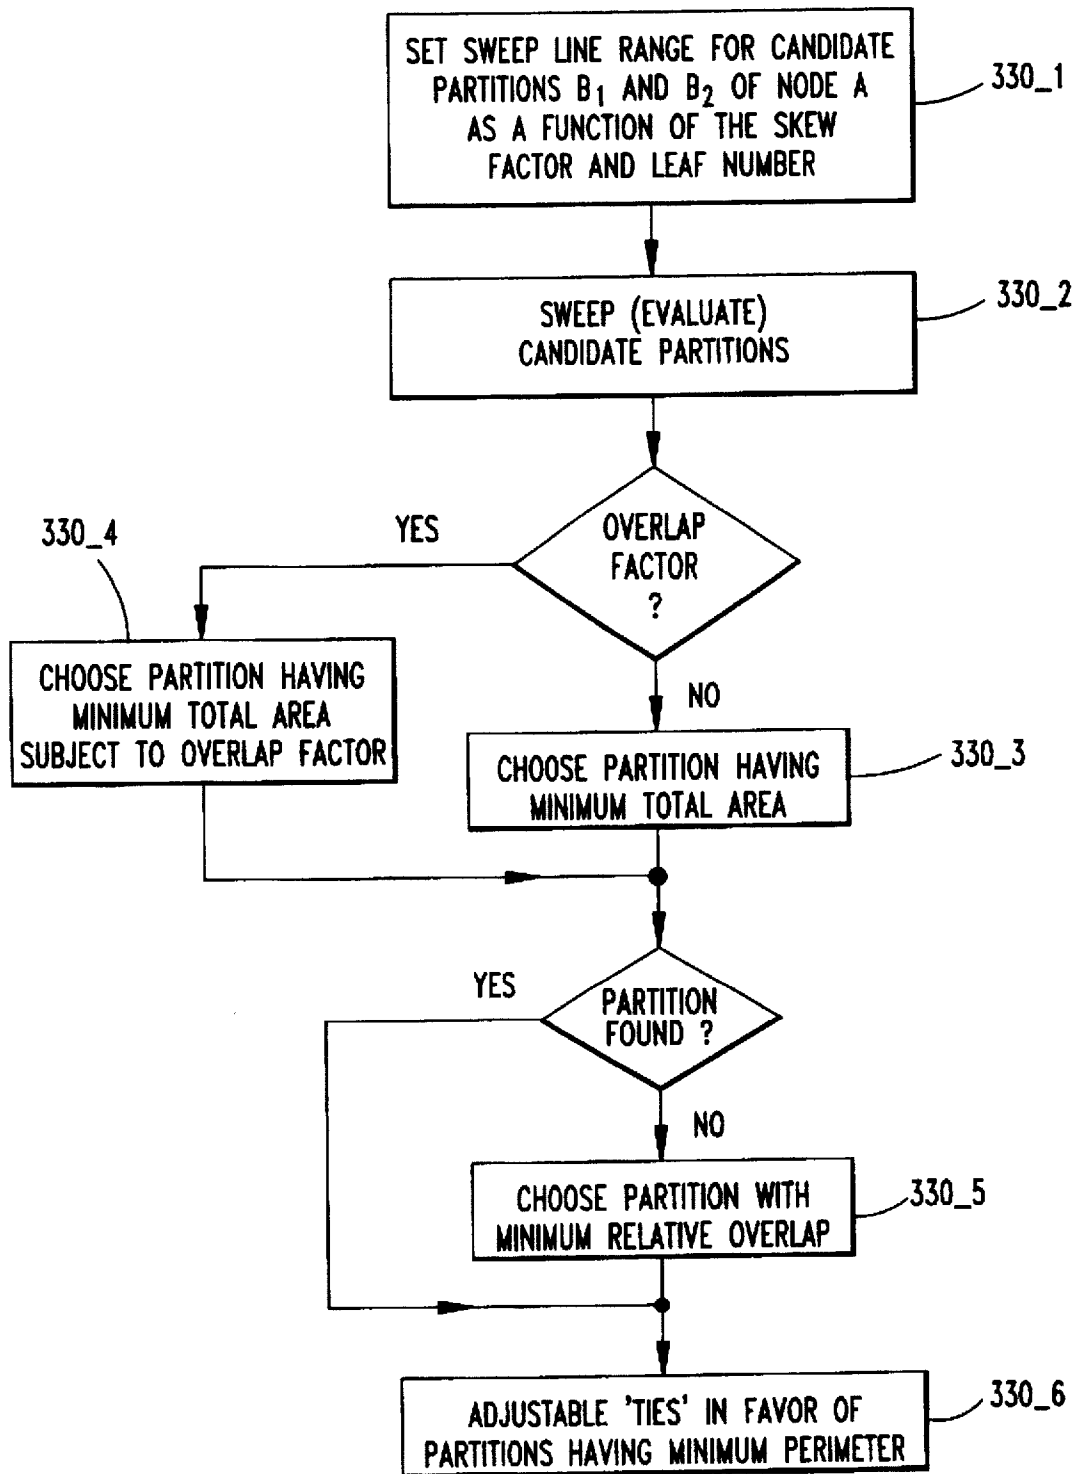 SET SWEEP LINE RANGE FOR CANDIDATE
PARTITIONS B1 AND B2 OF NODE A
AS A FUNCTION OF THE SKEW
FACTOR AND LEAF NUMBER
330_1
SWEEP (EVALUATE)
CANDIDATE PARTITIONS
330_2
OVERLAP
FACTOR
?
YES
330_4
CHOOSE PARTITION HAVING
MINIMUM TOTAL AREA
SUBJECT TO OVERLAP FACTOR
NO
CHOOSE PARTITION HAVING
MINIMUM TOTAL AREA
330_3
YES
PARTITION
FOUND ?
NO
CHOOSE PARTITION WITH
MINIMUM RELATIVE OVERLAP
330_5
ADJUSTABLE 'TIES' IN FAVOR OF
PARTITIONS HAVING MINIMUM PERIMETER
330_6